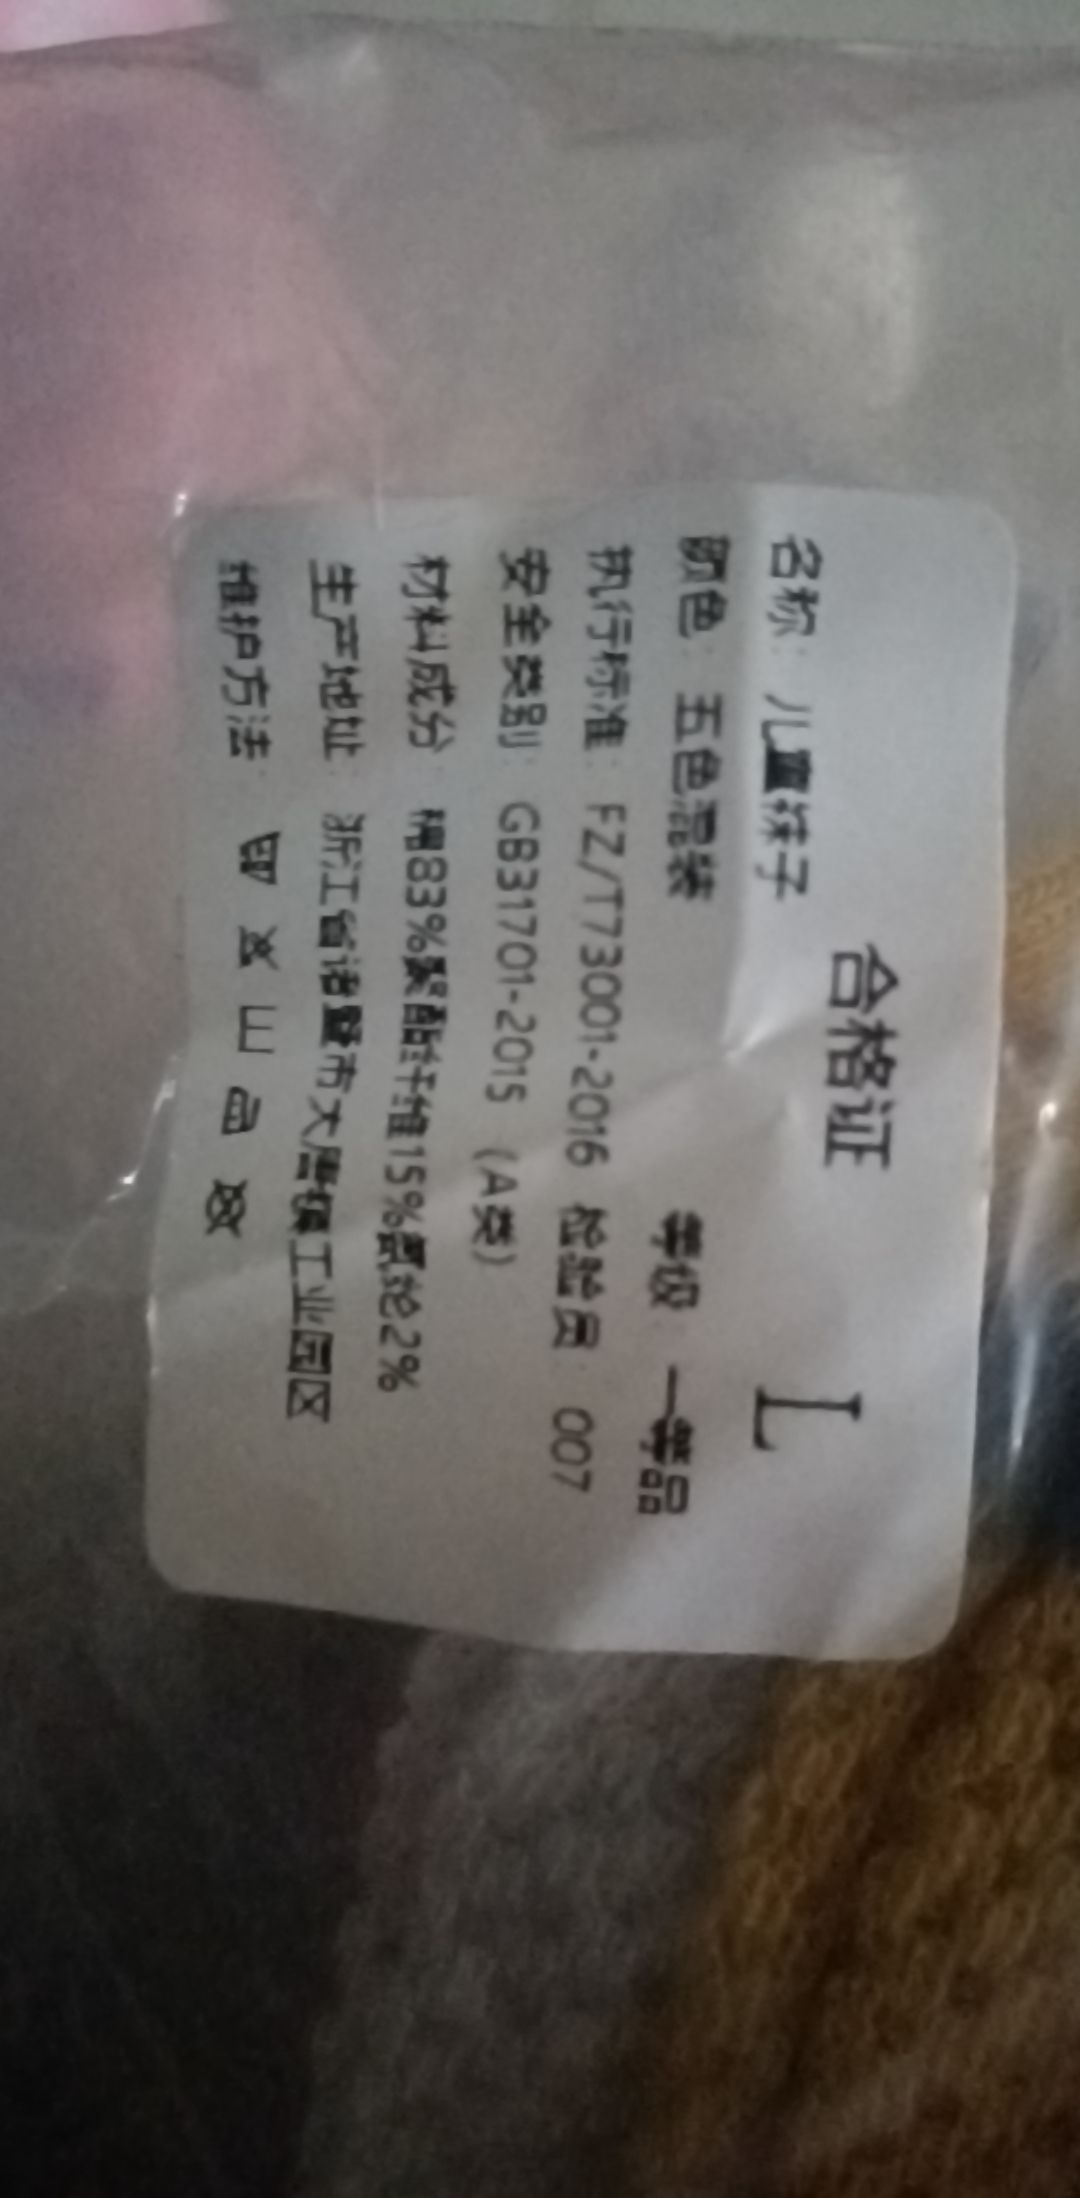 合格证
名称：儿童袜子
L
颜色：五色混装
等级：一等品
执行标准：FZ/T73001-2016 检验员：007
安全类别：GB31701-2015（A类）
材料成分：棉83%聚酯纤维15%氨纶2%
生产地址：浙江省诸暨市大唐镇工业园区
维护方法：